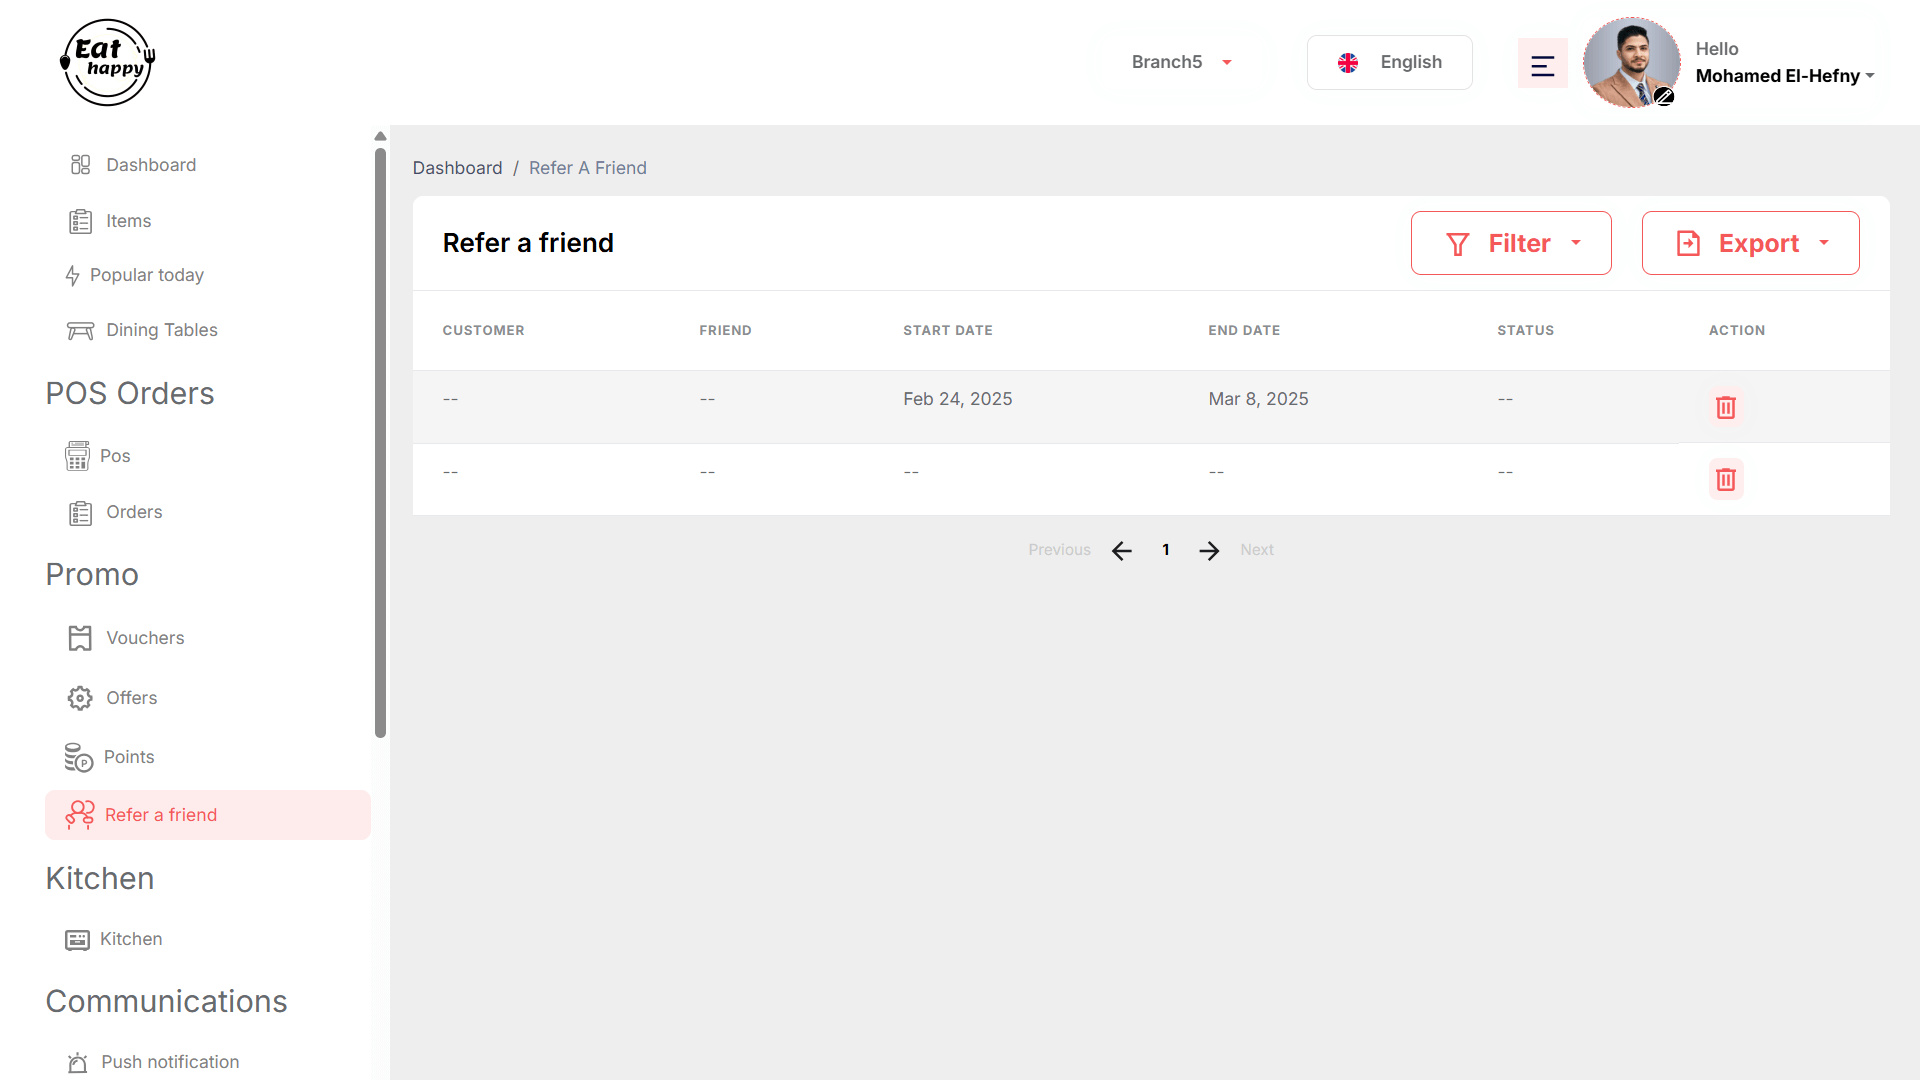 Eat
happy
Branch5
English
Hello
Mohamed El-Hefny
Dashboard
Items
Popular today
Dining Tables
POS Orders
Pos
Orders
Promo
Vouchers
Offers
Points
P
Refer a friend
Kitchen
Kitchen
Communications
Push notification
Dashboard / Refer A Friend
Refer a friend
Filter
Export
CUSTOMER FRIEND START DATE END DATE STATUS ACTION
-- -- Feb 24, 2025 Mar 8, 2025 --
-- -- -- -- --
Previous 1 Next